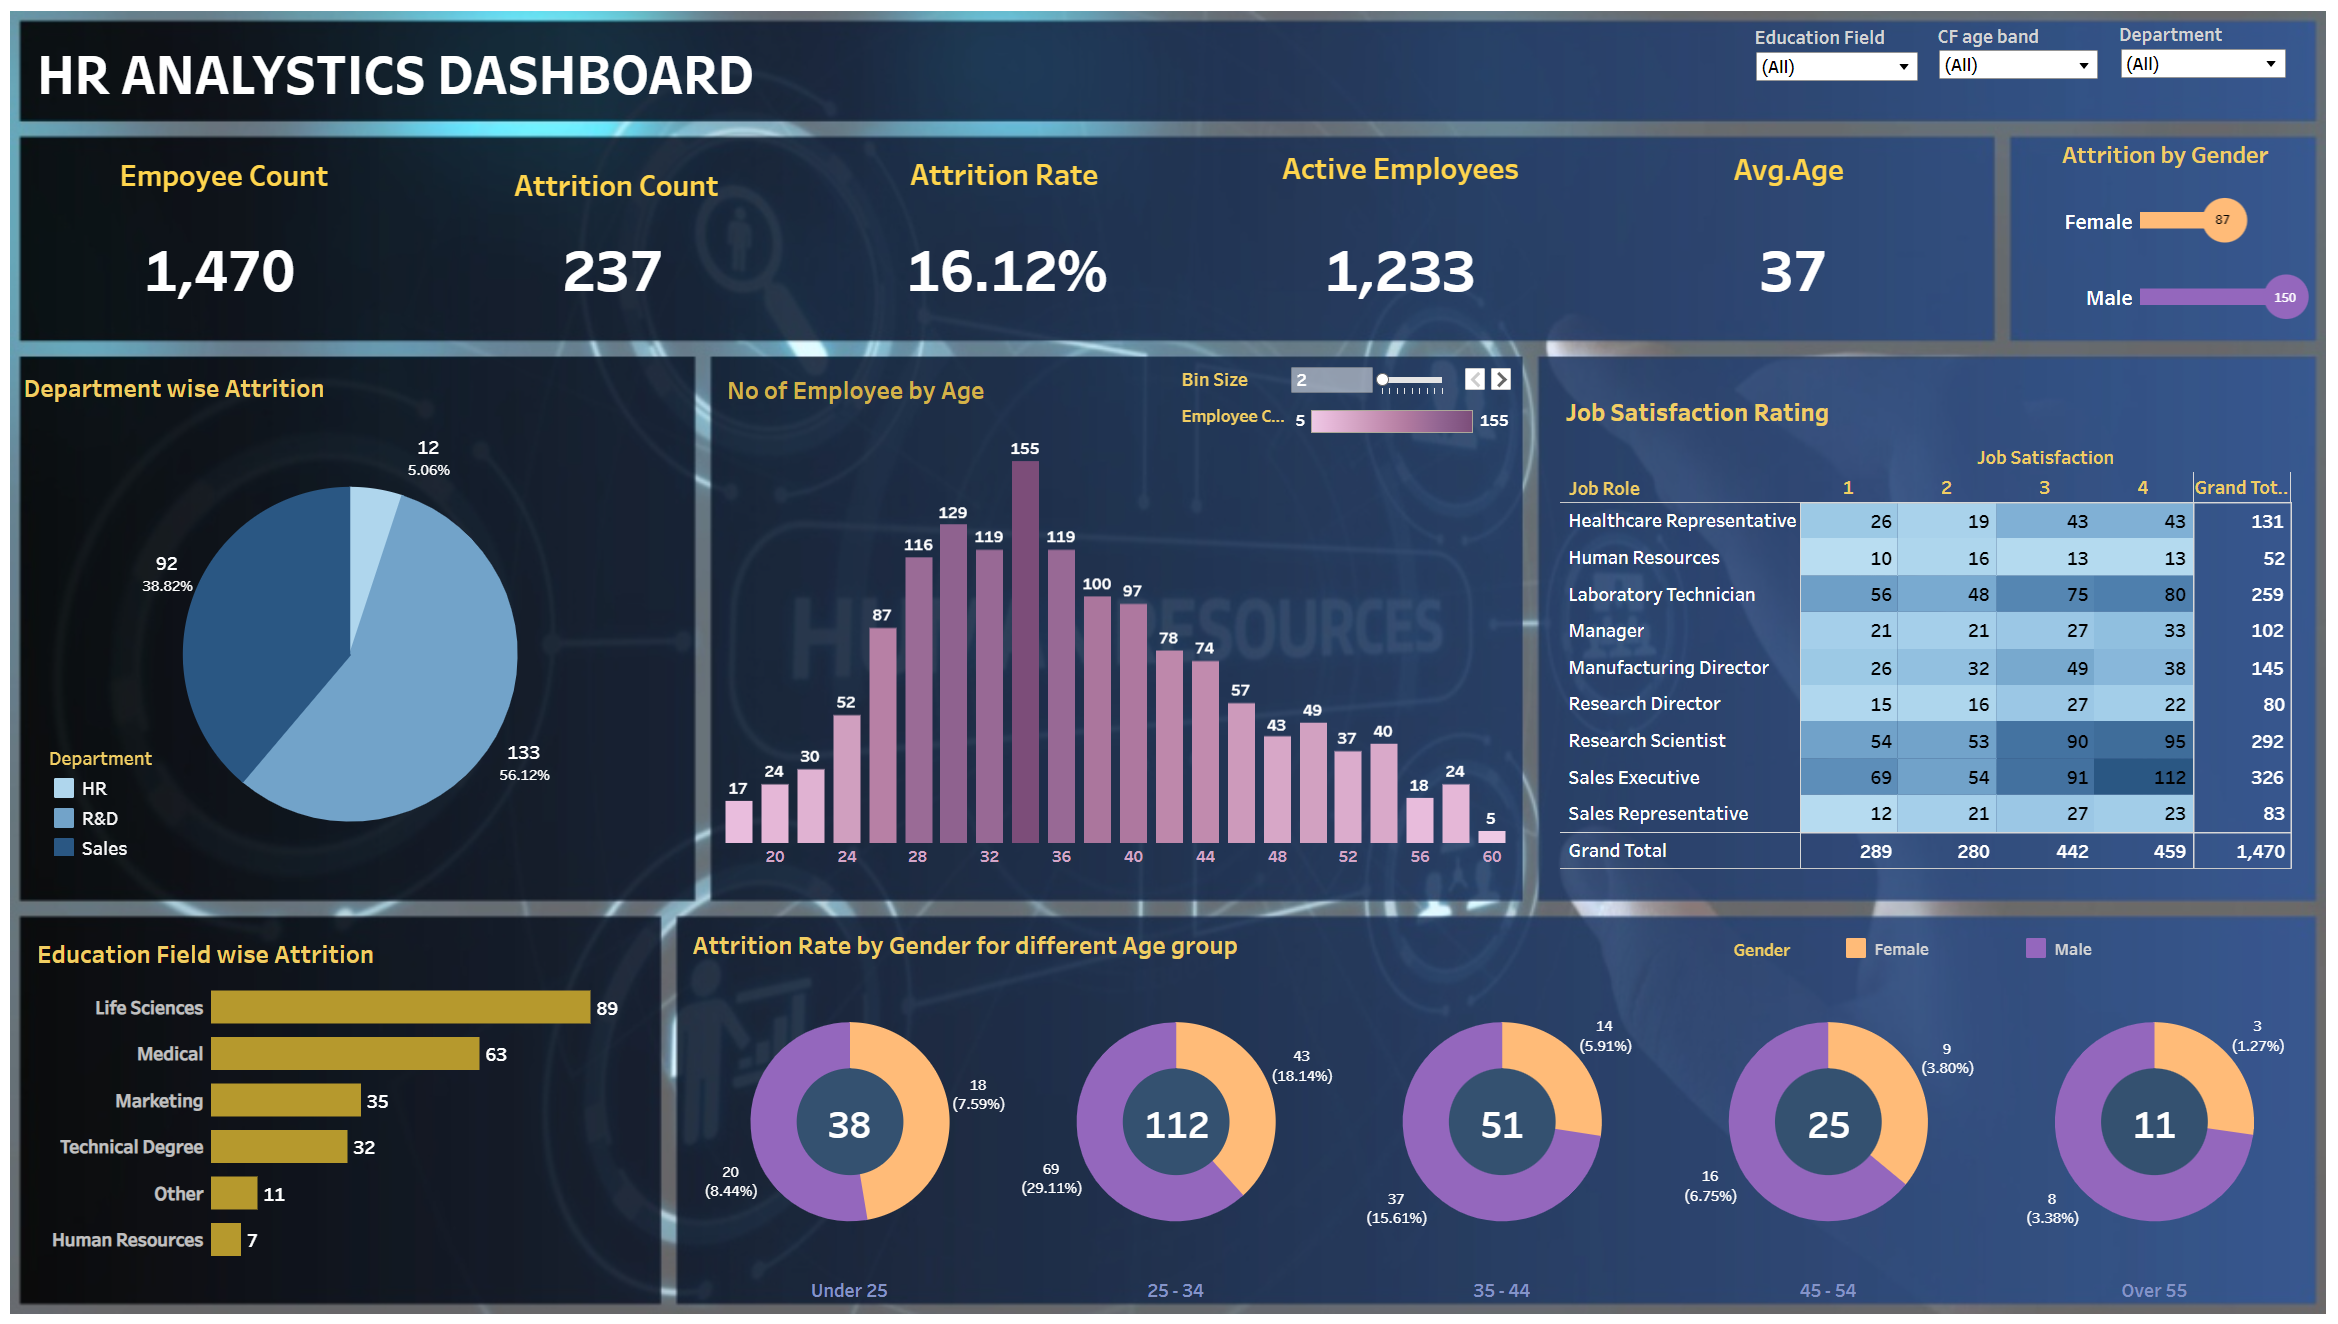 HR ANALYSTICS DASHBOARD
Education Field
(All)
CF age band
(All)
Department
(All)
Empoyee Count
1,470
Attrition Count
237
Attrition Rate
16.12%
Active Employees
1,233
Avg.Age
37
Attrition by Gender
Female 87
Male 150
Department wise Attrition
12
5.06%
92
38.82%
133
56.12%
Department
HR
R&D
Sales
No of Employee by Age
Bin Size 2
Employee C... 5 155
17 24 30 52 87 116 129 119 155 119 100 97 78 74 57 43 49 37 40 18 24 5
20 24 28 32 36 40 44 48 52 56 60
HUMAN RESOURCES
Job Satisfaction Rating
Job Satisfaction
Job Role 1 2 3 4 Grand Tot..
Healthcare Representative 26 19 43 43 131
Human Resources 10 16 13 13 52
Laboratory Technician 56 48 75 80 259
Manager 21 21 27 33 102
Manufacturing Director 26 32 49 38 145
Research Director 15 16 27 22 80
Research Scientist 54 53 90 95 292
Sales Executive 69 54 91 112 326
Sales Representative 12 21 27 23 83
Grand Total 289 280 442 459 1,470
Education Field wise Attrition
Life Sciences 89
Medical 63
Marketing 35
Technical Degree 32
Other 11
Human Resources 7
Attrition Rate by Gender for different Age group
Gender Female Male
18
(7.59%)
38
20
(8.44%)
Under 25
43
(18.14%)
112
69
(29.11%)
25 - 34
14
(5.91%)
51
37
(15.61%)
35 - 44
9
(3.80%)
25
16
(6.75%)
45 - 54
3
(1.27%)
11
8
(3.38%)
Over 55